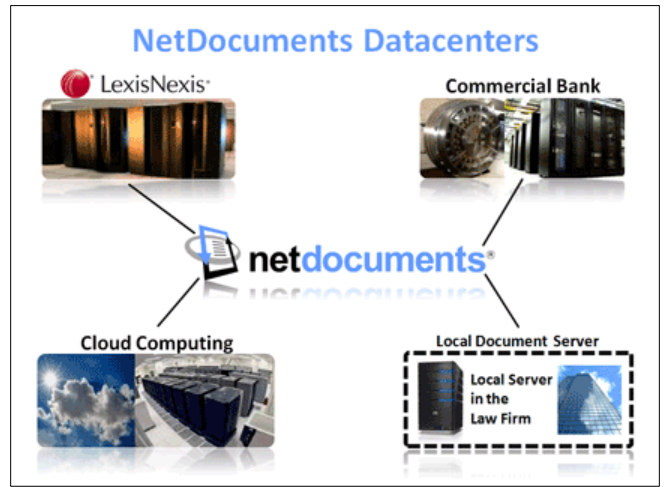 NetDocuments Datacenters
LexisNexis®
Commercial Bank
netdocuments®
Cloud Computing
Local Document Server
Local Server
in the
Law Firm